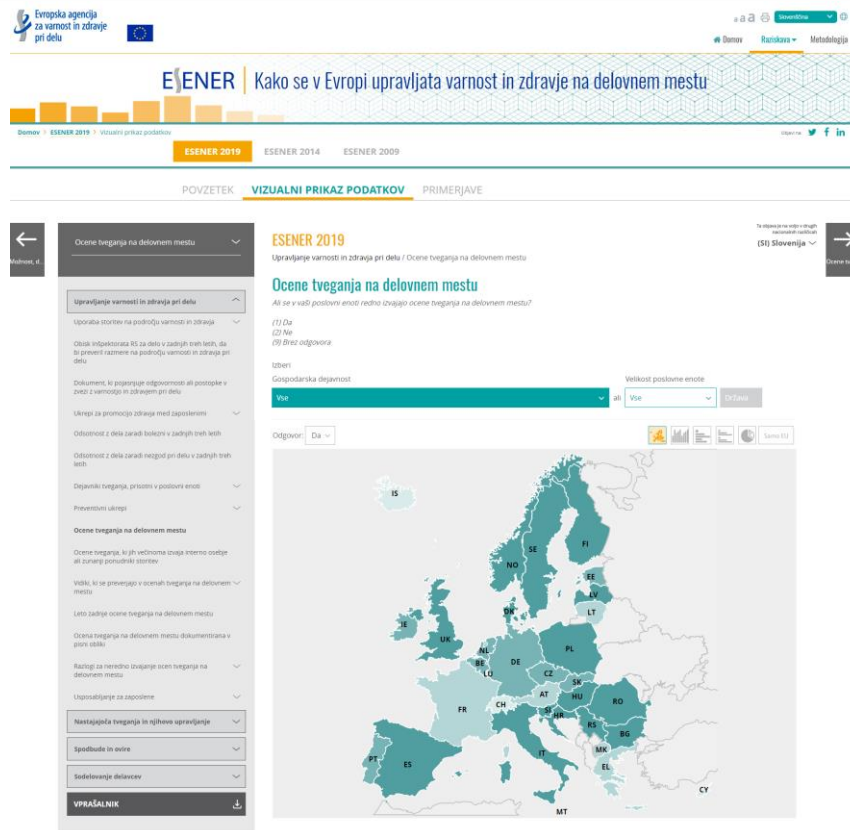 Evropska agencija
za varnost in zdravje
pri delu
a a a
Slovenščina
Domov Raziskava Metodologija
ESENER | Kako se v Evropi upravljata varnost in zdravje na delovnem mestu
Domov > ESENER 2019 > Vizualni prikaz podatkov
ESENER 2019 ESENER 2014 ESENER 2009
POVZETEK VIZUALNI PRIKAZ PODATKOV PRIMERJAVE
Možnost, d...
Ocene tveganja na delovnem mestu
Upravljanje varnosti in zdravja pri delu
Uporaba storitev na področju varnosti in zdravja
Obisk inšpektorata RS za delo v zadnjih treh letih, da
bi preveril razmere na področju varnosti in zdravja pri
delu
Dokument, ki pojasnjuje odgovornosti ali postopke v
zvezi z varnostjo in zdravjem pri delu
Ukrepi za promocijo zdravja med zaposlenimi
Odsotnost z dela zaradi bolezni v zadnjih treh letih
Odsotnost z dela zaradi nezgod pri delu v zadnjih treh
letih
Dejavniki tveganja, prisotni v poslovni enoti
Preventivni ukrepi
Ocene tveganja na delovnem mestu
Ocene tveganja, ki jih večinoma izvaja interno osebje
ali zunanji ponudniki storitev
Vidiki, ki se preverjajo v ocenah tveganja na delovnem
mestu
Leto zadnje ocene tveganja na delovnem mestu
Ocena tveganja na delovnem mestu dokumentirana v
pisni obliki
Razlogi za neredno izvajanje ocen tveganja na
delovnem mestu
Usposabljanje za zaposlene
Nastajajoča tveganja in njihovo upravljanje
Spodbude in ovire
Sodelovanje delavcev
VPRAŠALNIK
ESENER 2019
Upravljanje varnosti in zdravja pri delu / Ocene tveganja na delovnem mestu
Ta objava je na voljo v drugih
nacionalnih različicah
(SI) Slovenija
Ocene tv
Ocene tveganja na delovnem mestu
Ali se v vaši poslovni enoti redno izvajajo ocene tveganja na delovnem mestu?
(1) Da
(2) Ne
(9) Brez odgovora
Izberi
Gospodarska dejavnost Velikost poslovne enote
Vse ali Vse Država
Odgovor: Da Samo EU
IS
FI
SE
NO
EE
LV
DK
LT
IE
UK
NL
PL
BE
DE
LU
CZ
SK
AT
HU
CH
RO
FR
SI
HR
RS
BG
IT
MK
PT
ES
EL
CY
MT